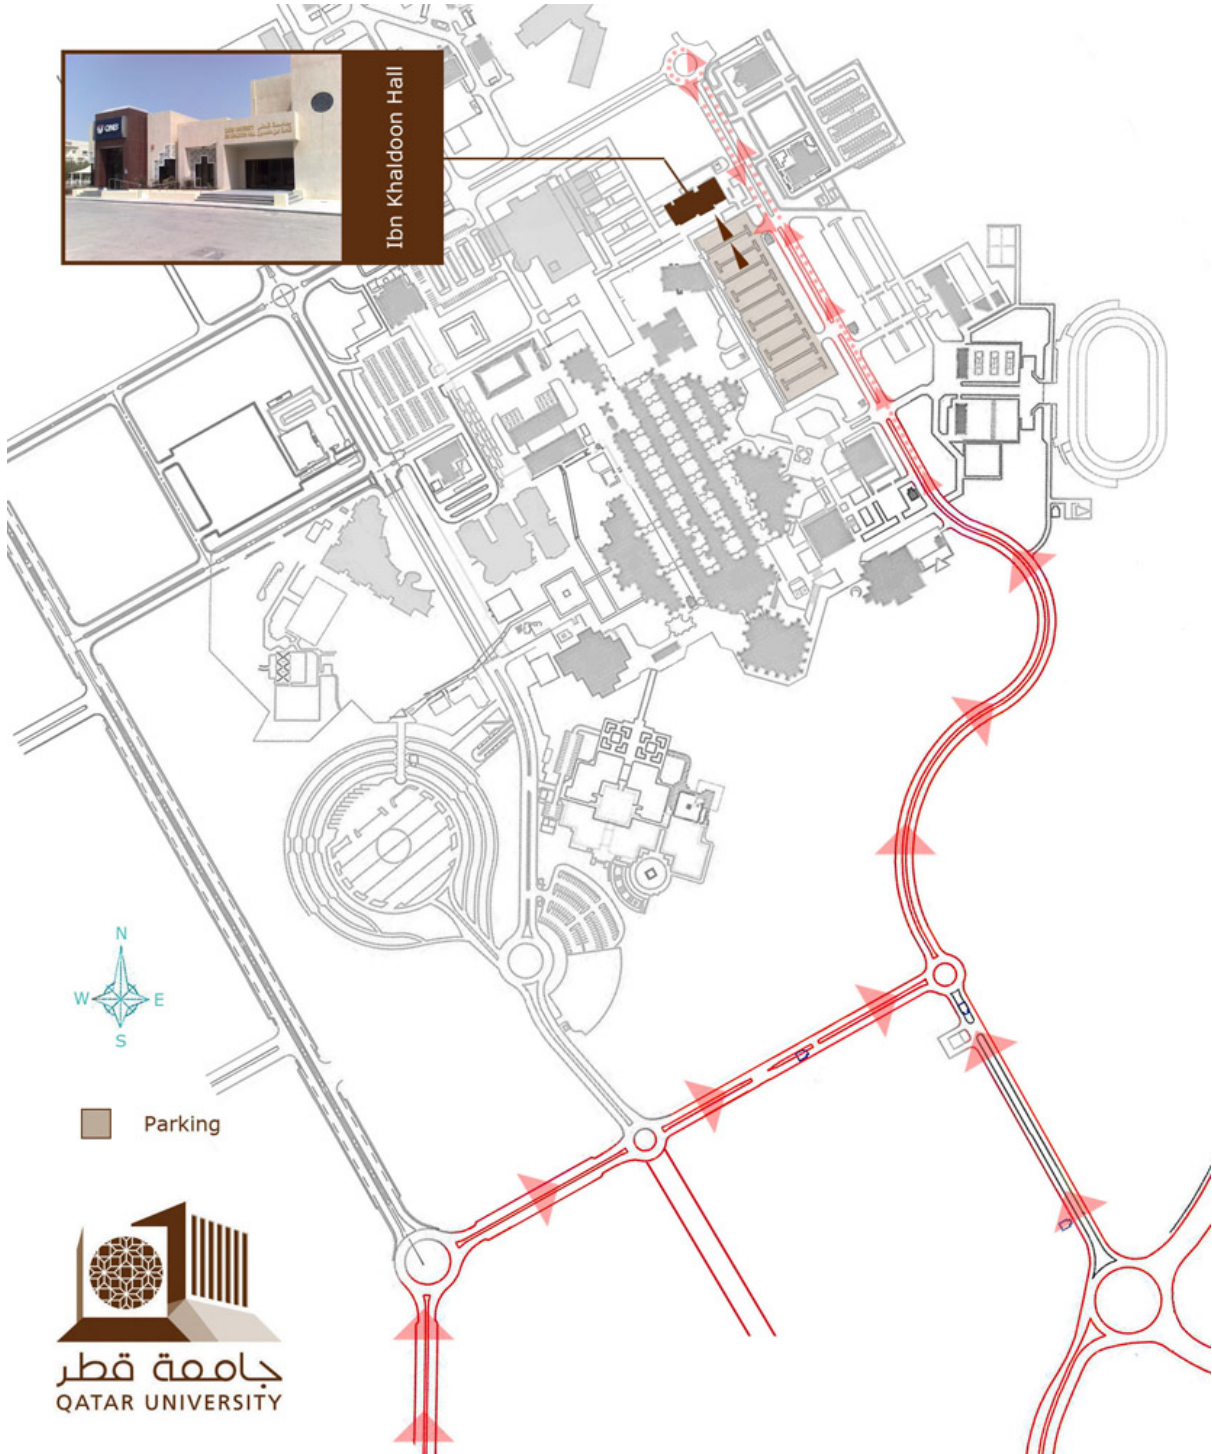 Ibn Khaldoon Hall
N
W
E
S
Parking
جامعة قطر
QATAR UNIVERSITY